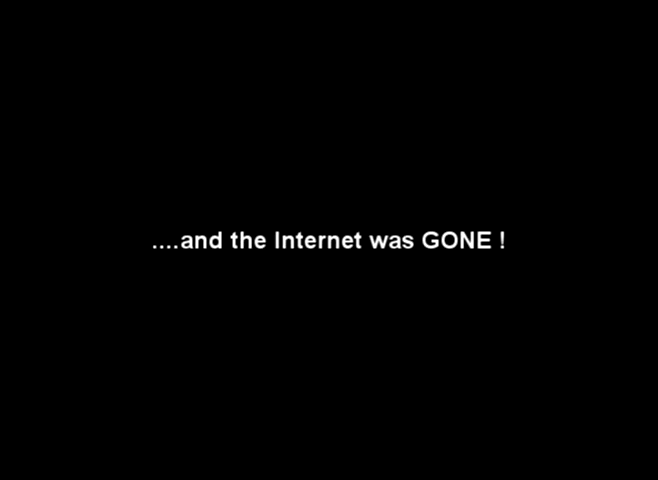 ....and the Internet was GONE !